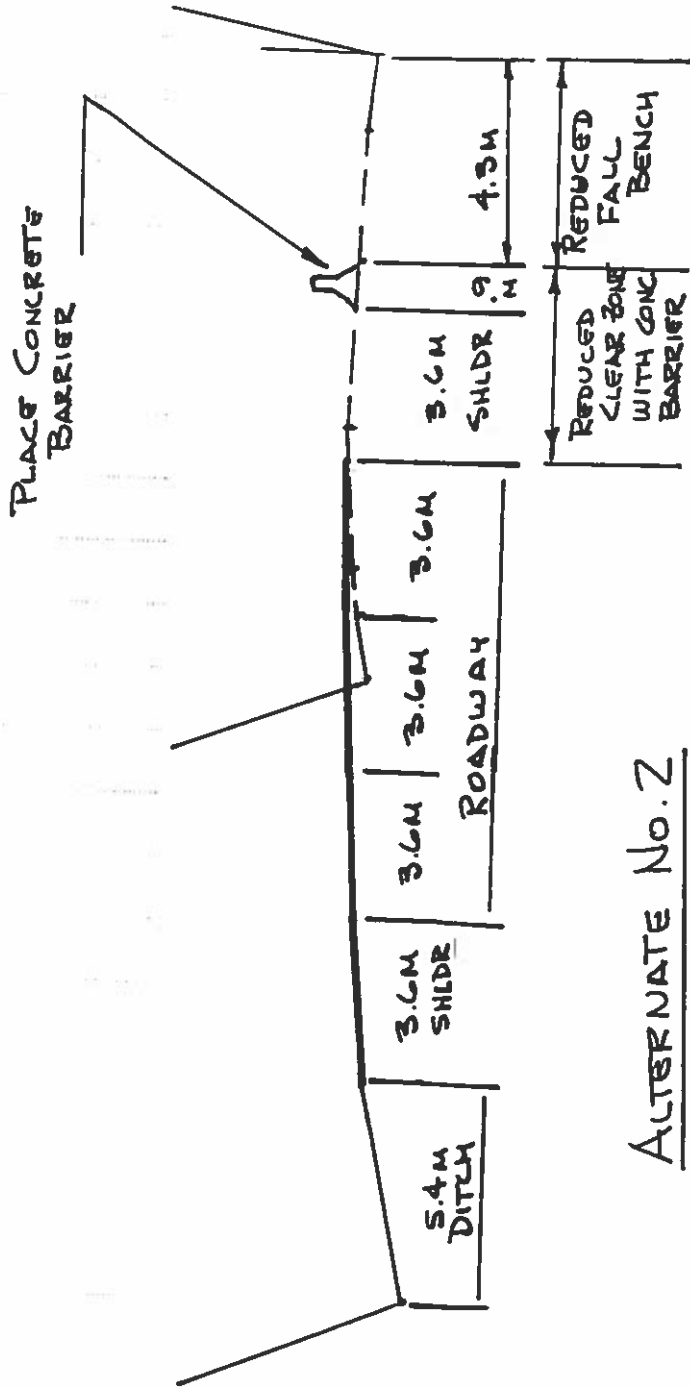 PLACE CONCRETE
BARRIER
5.4M
DITCH
3.6M
SHLDR
3.6M
3.6M
3.6M
ROADWAY
3.6M
SHLDR
.9
M
4.3M
REDUCED
CLEAR ZONE
WITH CONC.
BARRIER
REDUCED
FALL
BENCH
ALTERNATE No. 2